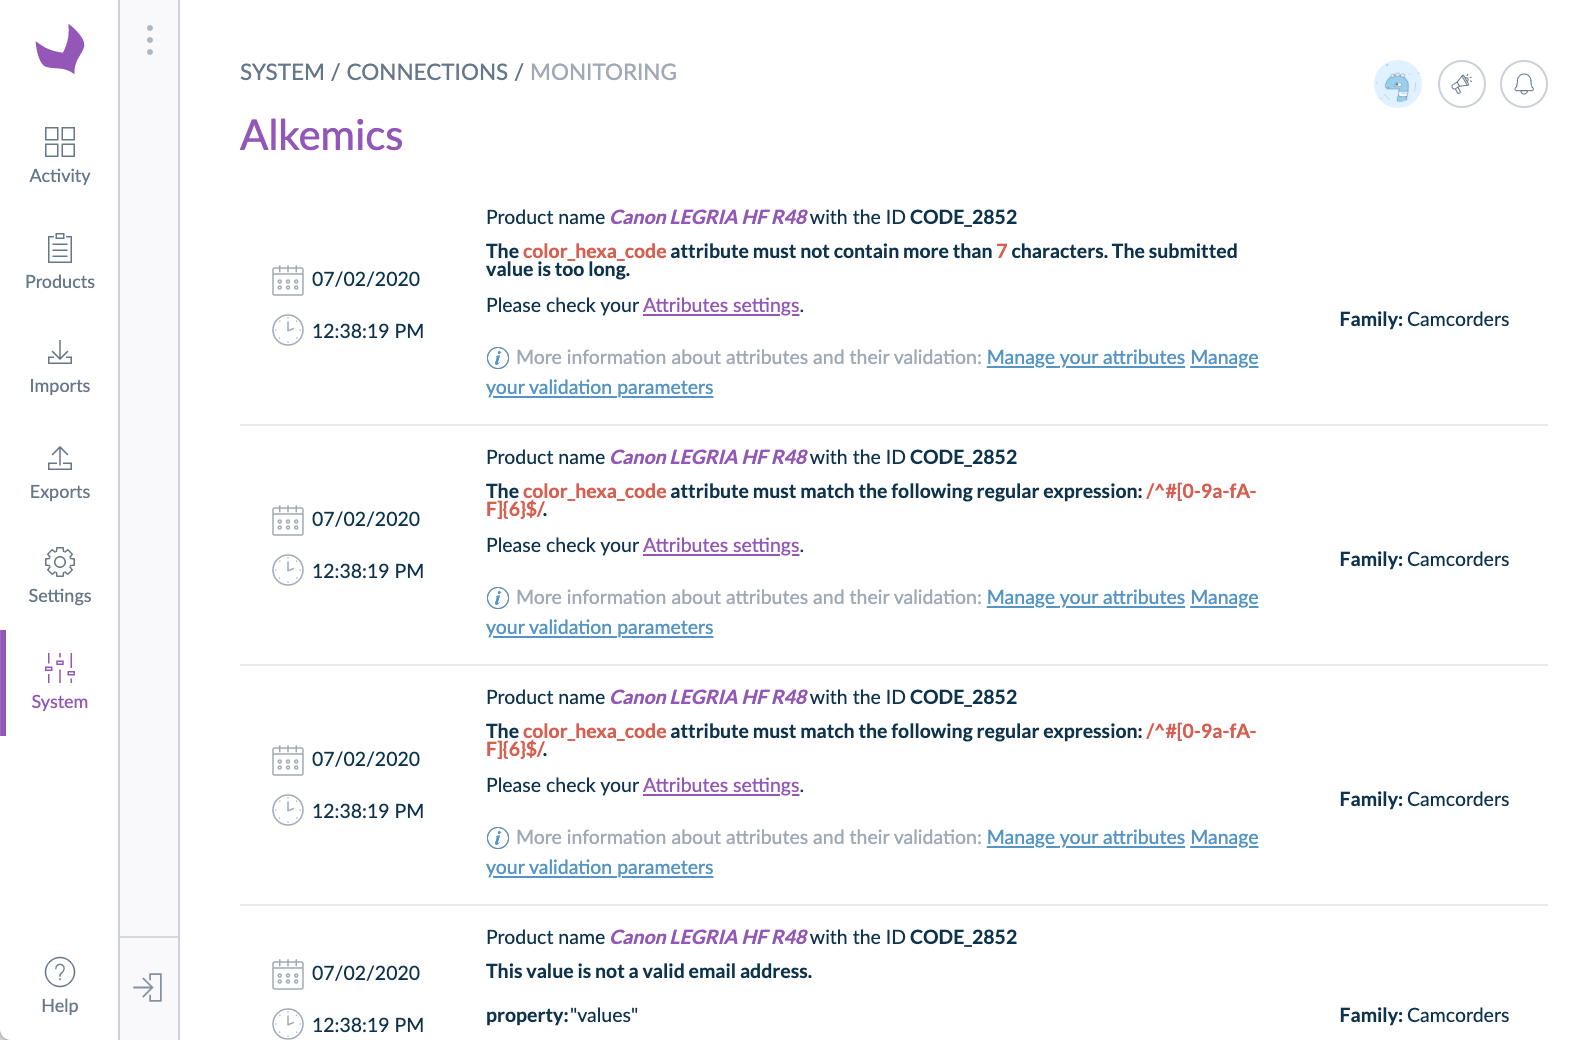 SYSTEM / CONNECTIONS / MONITORING
Alkemics
Activity
Products
Imports
Exports
Settings
System
Help
07/02/2020
12:38:19 PM
Product name Canon LEGRIA HF R48 with the ID CODE_2852
The color_hexa_code attribute must not contain more than 7 characters. The submitted
value is too long.
Please check your Attributes settings.
More information about attributes and their validation: Manage your attributes Manage
your validation parameters
Family: Camcorders
07/02/2020
12:38:19 PM
Product name Canon LEGRIA HF R48 with the ID CODE_2852
The color_hexa_code attribute must match the following regular expression: /^#[0-9a-fA-
F]{6}$/.
Please check your Attributes settings.
More information about attributes and their validation: Manage your attributes Manage
your validation parameters
Family: Camcorders
07/02/2020
12:38:19 PM
Product name Canon LEGRIA HF R48 with the ID CODE_2852
The color_hexa_code attribute must match the following regular expression: /^#[0-9a-fA-
F]{6}$/.
Please check your Attributes settings.
More information about attributes and their validation: Manage your attributes Manage
your validation parameters
Family: Camcorders
07/02/2020
12:38:19 PM
Product name Canon LEGRIA HF R48 with the ID CODE_2852
This value is not a valid email address.
property:"values"
Family: Camcorders